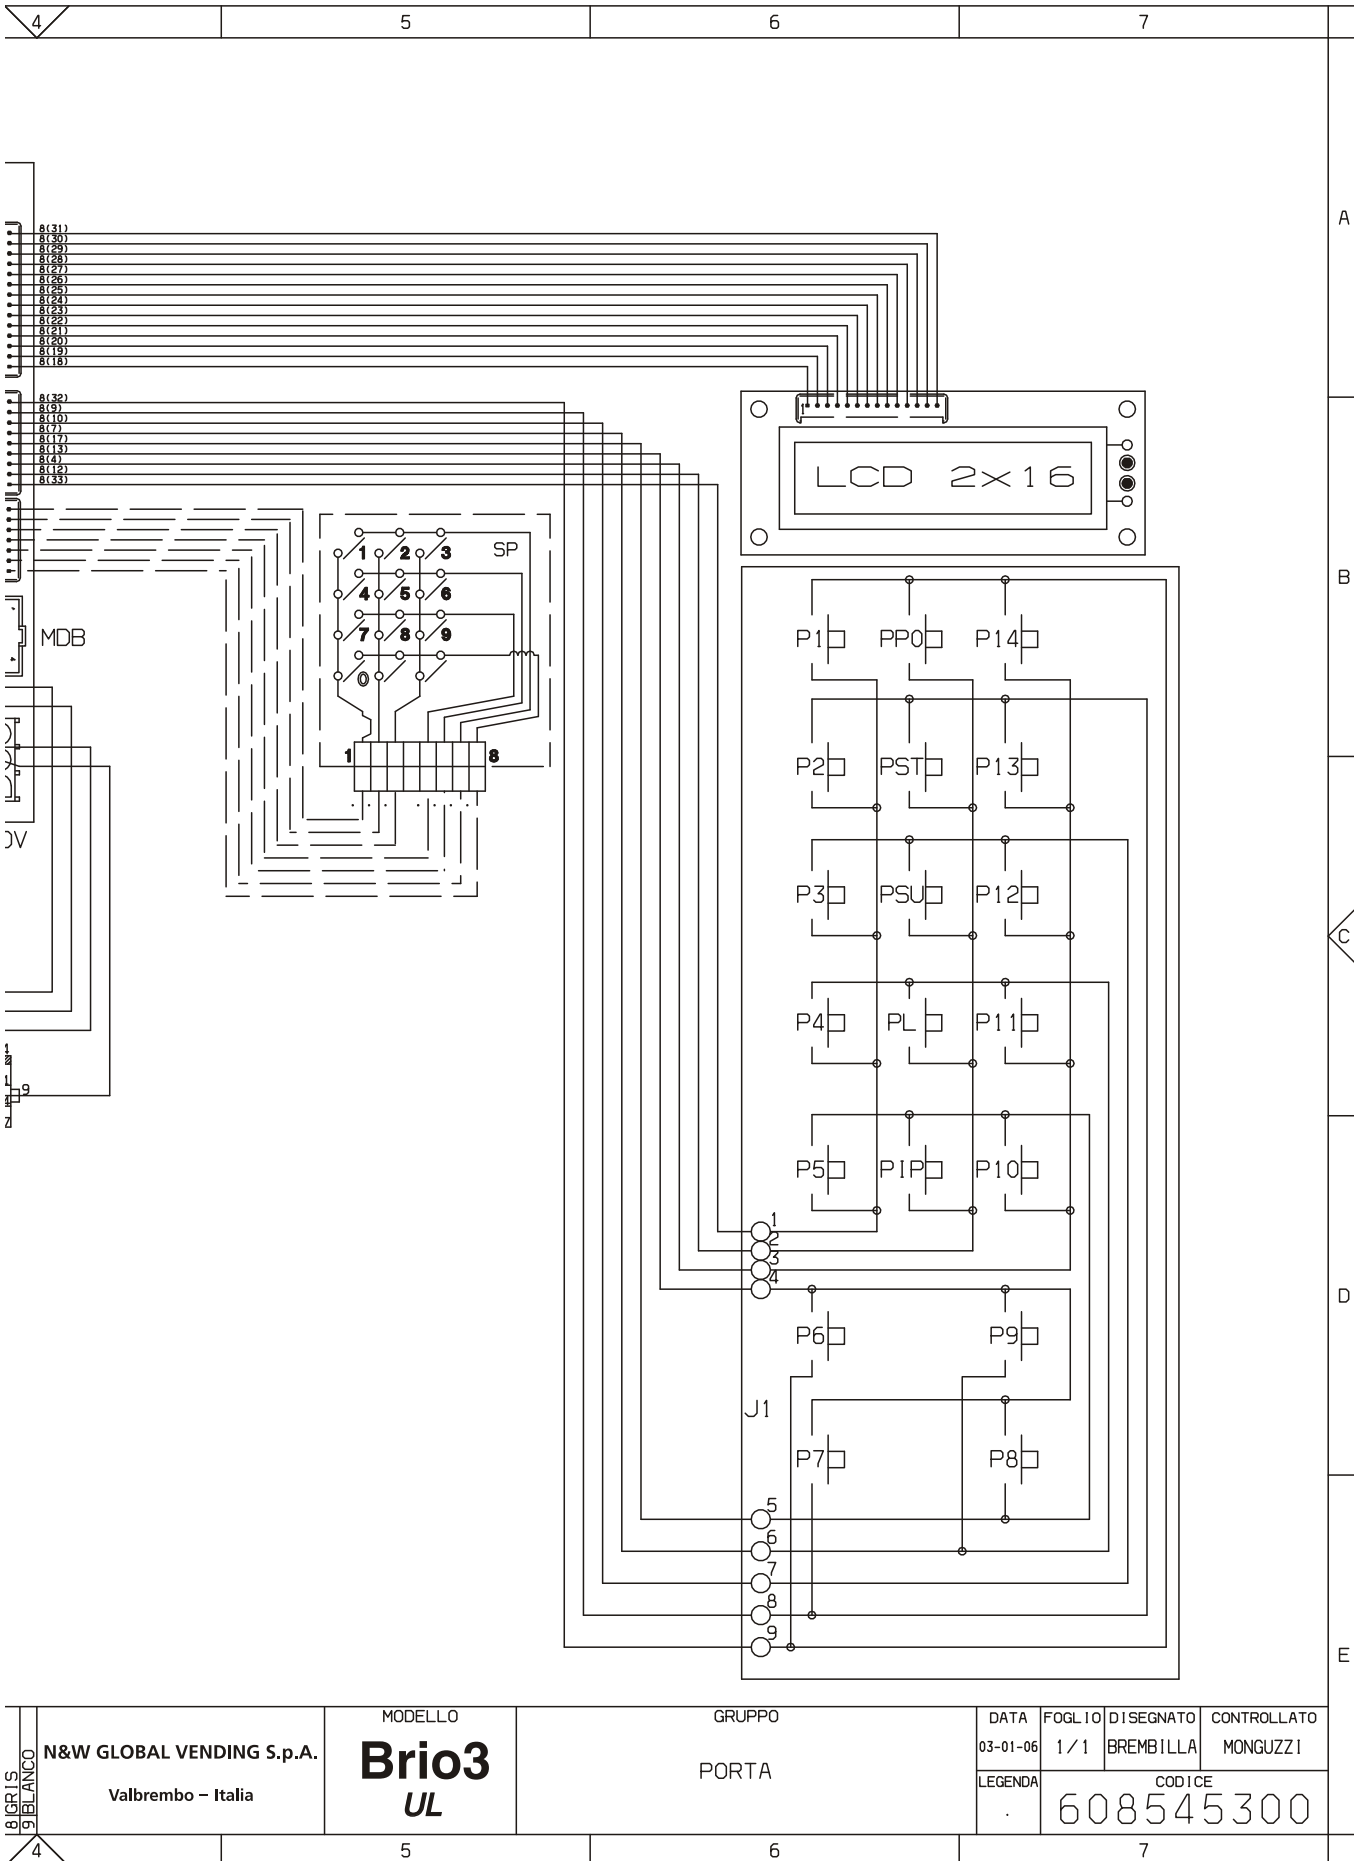 4 5 6 7
A
8(31)
8(30)
8(29)
8(28)
8(27)
8(26)
8(25)
8(24)
8(23)
8(22)
8(21)
8(20)
8(19)
8(18)
8(32)
8(9)
8(10)
8(7)
8(17)
8(13)
8(4)
8(12)
8(33)
1
LCD 2x16
SP
1 2 3
4 5 6
7 8 9
0
1 8
B
MDB
P1 PPO P14
P2 PST P13
0V
P3 PSU P12
C
P4 PL P11
9
P5 PIP P10
1
2
3
4
D
P6 P9
J1
P7 P8
5
6
7
8
9
E
8 GRIS
9 BLANCO
N&W GLOBAL VENDING S.p.A.
Valbrembo – Italia
MODELLO
Brio3
UL
GRUPPO
PORTA
DATA FOGLIO DISEGNATO CONTROLLATO
03-01-06 1/1 BREMBILLA MONGUZZI
LEGENDA CODICE
. 608545300
4 5 6 7